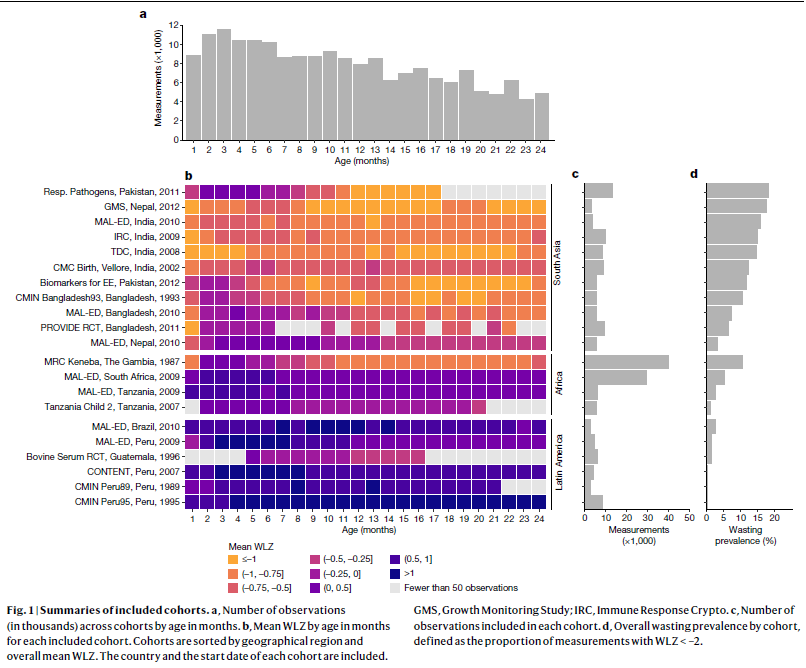 a
Measurements (×1,000)
12
10
8
6
4
2
0
1 2 3 4 5 6 7 8 9 10 11 12 13 14 15 16 17 18 19 20 21 22 23 24
Age (months)
b
Resp. Pathogens, Pakistan, 2011
GMS, Nepal, 2012
MAL-ED, India, 2010
IRC, India, 2009
TDC, India, 2008
CMC Birth, Vellore, India, 2002
Biomarkers for EE, Pakistan, 2012
CMIN Bangladesh93, Bangladesh, 1993
MAL-ED, Bangladesh, 2010
PROVIDE RCT, Bangladesh, 2011
MAL-ED, Nepal, 2010
South Asia
MRC Keneba, The Gambia, 1987
MAL-ED, South Africa, 2009
MAL-ED, Tanzania, 2009
Tanzania Child 2, Tanzania, 2007
Africa
MAL-ED, Brazil, 2010
MAL-ED, Peru, 2009
Bovine Serum RCT, Guatemala, 1996
CONTENT, Peru, 2007
CMIN Peru89, Peru, 1989
CMIN Peru95, Peru, 1995
Latin America
1 2 3 4 5 6 7 8 9 10 11 12 13 14 15 16 17 18 19 20 21 22 23 24
Age (months)
c
0 10 20 30 40 50
Measurements
(×1,000)
d
0 5 10 15 20
Wasting
prevalence (%)
Mean WLZ
≤−1
(−1, −0.75]
(−0.75, −0.5]
(−0.5, −0.25]
(−0.25, 0]
(0, 0.5]
(0.5, 1]
>1
Fewer than 50 observations
Fig. 1 | Summaries of included cohorts. a, Number of observations
(in thousands) across cohorts by age in months. b, Mean WLZ by age in months
for each included cohort. Cohorts are sorted by geographical region and
overall mean WLZ. The country and the start date of each cohort are included.
GMS, Growth Monitoring Study; IRC, Immune Response Crypto. c, Number of
observations included in each cohort. d, Overall wasting prevalence by cohort,
defined as the proportion of measurements with WLZ < −2.